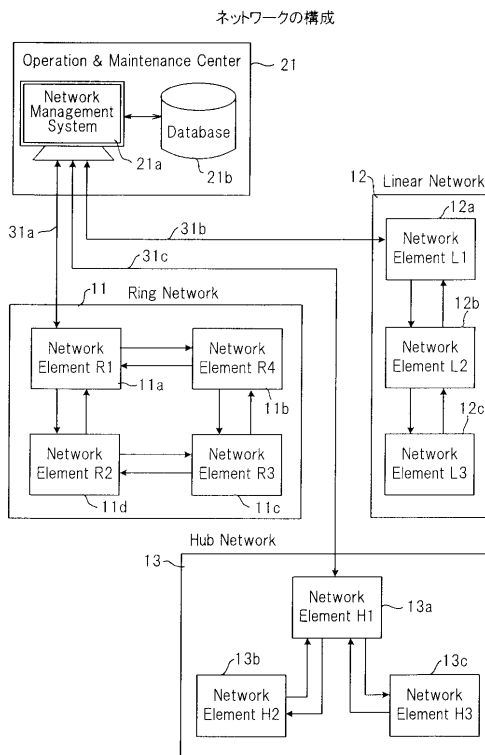 ネットワークの構成
Operation & Maintenance Center
21
Network
Management
System
21a
Database
21b
31a
31b
31c
12
Linear Network
12a
Network
Element L1
12b
Network
Element L2
12c
Network
Element L3
11
Ring Network
Network
Element R1
11a
Network
Element R4
11b
Network
Element R2
11d
Network
Element R3
11c
Hub Network
13
Network
Element H1
13a
13b
Network
Element H2
13c
Network
Element H3